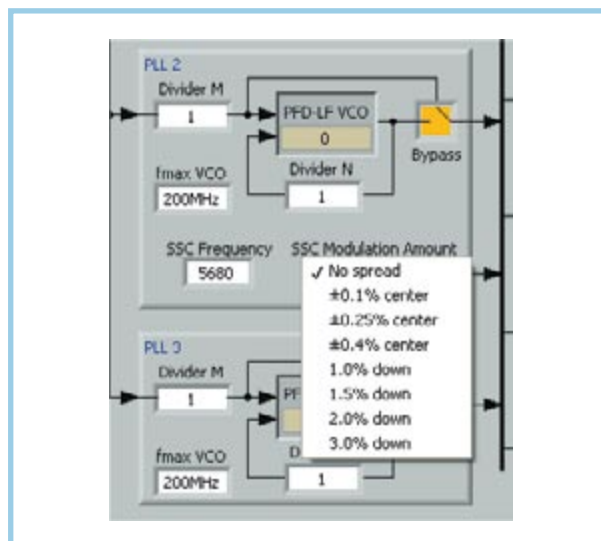 PLL 2
Divider M
1
PFD-LF VCO
0
Bypass
fmax VCO
200MHz
Divider N
1
SSC Frequency
5680
SSC Modulation Amount
✓ No spread
±0.1% center
±0.25% center
±0.4% center
1.0% down
1.5% down
2.0% down
3.0% down
PLL 3
Divider M
1
PF
fmax VCO
200MHz
D
1